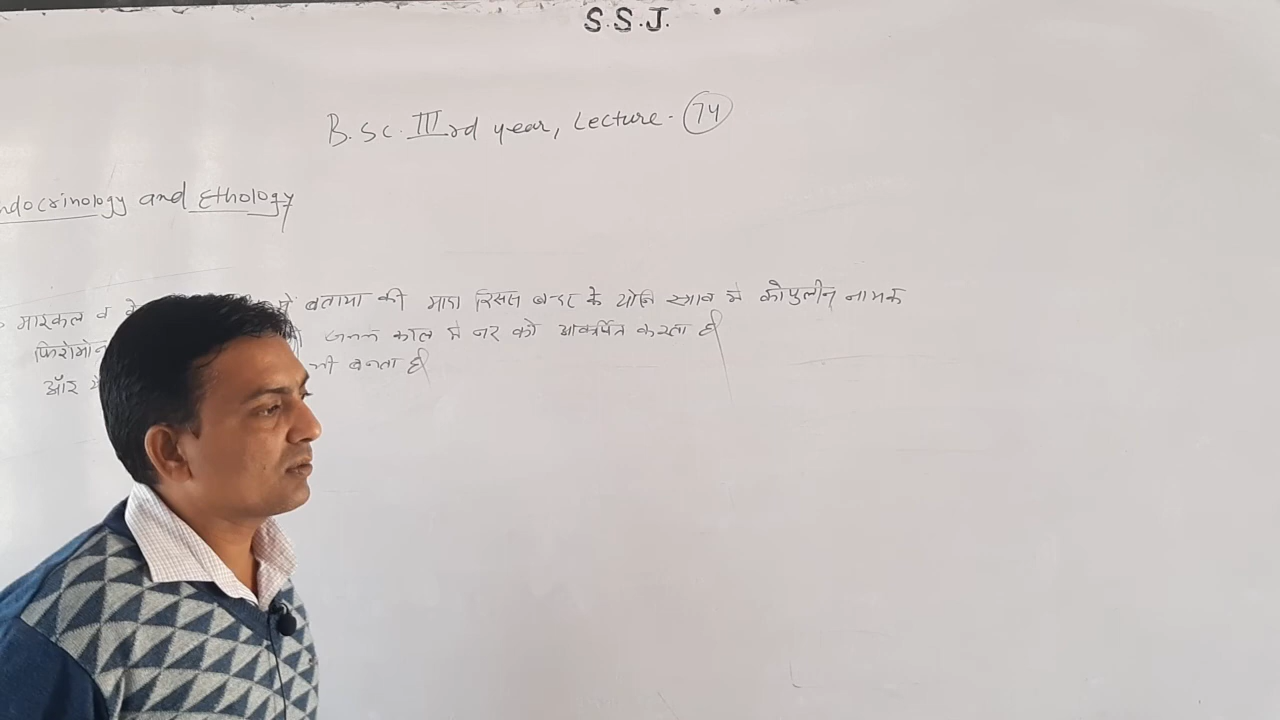 S.S.J.
B.Sc. IIIrd year, Lecture - 74
ndocrinology and Ethology
माइकल व के में बताया की मादा रिसस बन्दर के योनि स्त्राव मे कोपुलीन नामक
फिरोमोन जनन काल मे नर को आकर्षित करता है
और भी बनता है